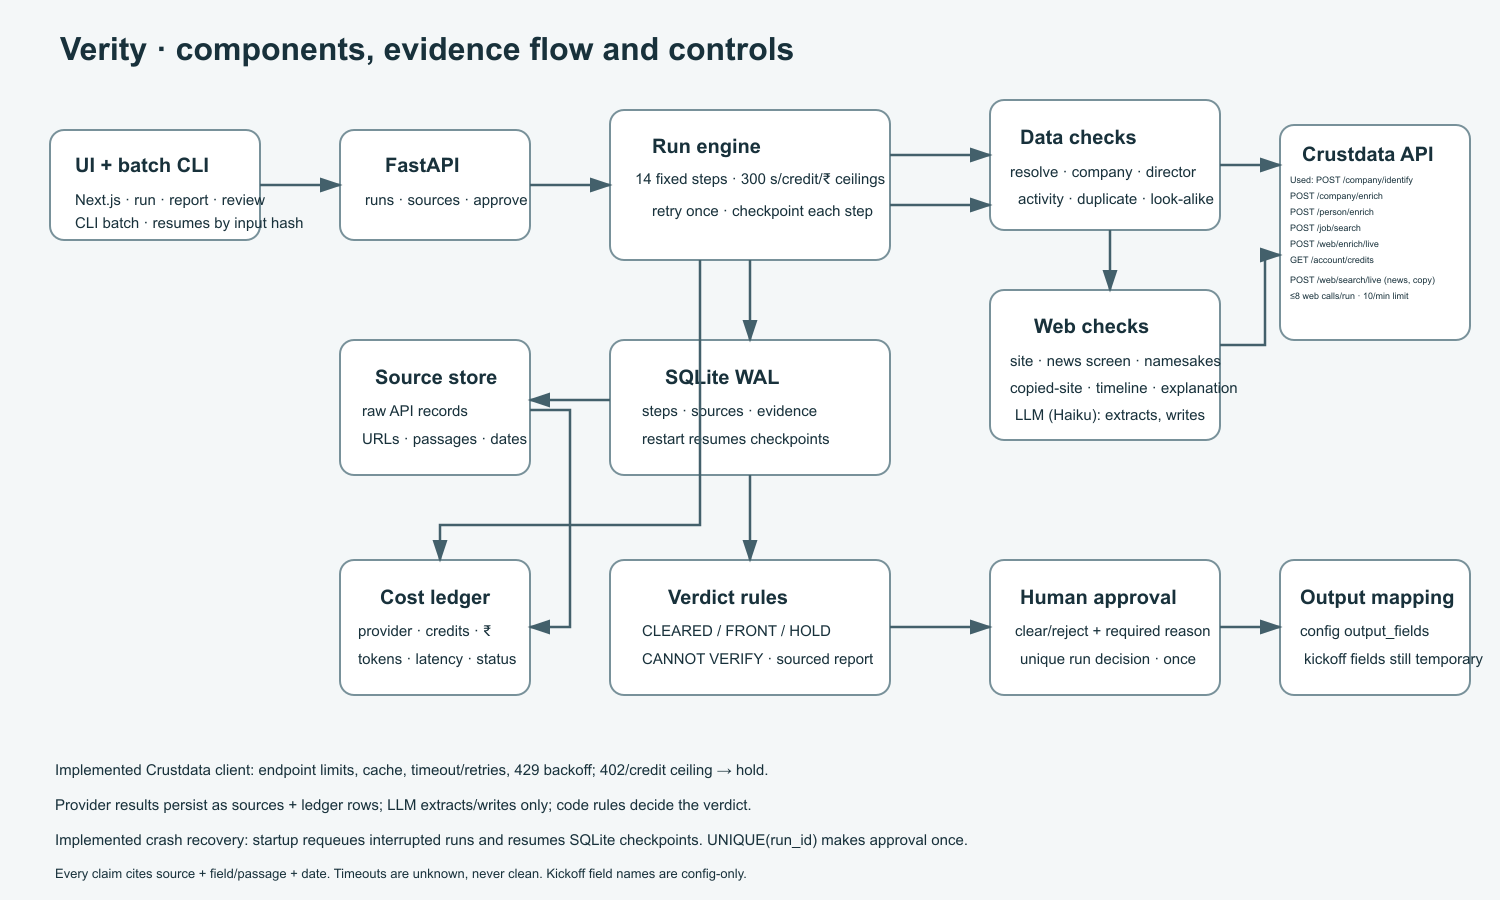 Verity · components, evidence flow and controls
UI + batch CLI
Next.js · run · report · review
CLI batch · resumes by input hash
FastAPI
runs · sources · approve
Run engine
14 fixed steps · 300 s/credit/₹ ceilings
retry once · checkpoint each step
Data checks
resolve · company · director
activity · duplicate · look-alike
Crustdata API
Used: POST /company/identify
POST /company/enrich
POST /person/enrich
POST /job/search
POST /web/enrich/live
GET /account/credits
POST /web/search/live (news, copy)
≤8 web calls/run · 10/min limit
Web checks
site · news screen · namesakes
copied-site · timeline · explanation
LLM (Haiku): extracts, writes
Source store
raw API records
URLs · passages · dates
SQLite WAL
steps · sources · evidence
restart resumes checkpoints
Cost ledger
provider · credits · ₹
tokens · latency · status
Verdict rules
CLEARED / FRONT / HOLD
CANNOT VERIFY · sourced report
Human approval
clear/reject + required reason
unique run decision · once
Output mapping
config output_fields
kickoff fields still temporary
Implemented Crustdata client: endpoint limits, cache, timeout/retries, 429 backoff; 402/credit ceiling → hold.
Provider results persist as sources + ledger rows; LLM extracts/writes only; code rules decide the verdict.
Implemented crash recovery: startup requeues interrupted runs and resumes SQLite checkpoints. UNIQUE(run_id) makes approval once.
Every claim cites source + field/passage + date. Timeouts are unknown, never clean. Kickoff field names are config-only.